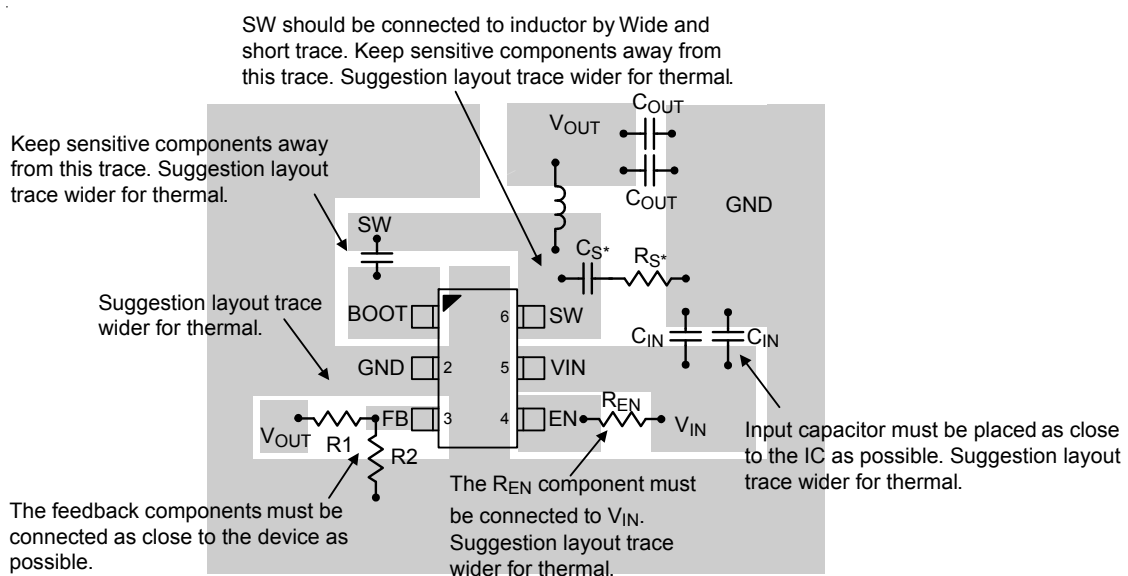 SW should be connected to inductor by Wide and
short trace. Keep sensitive components away from
this trace. Suggestion layout trace wider for thermal.
Keep sensitive components away
from this trace. Suggestion layout
trace wider for thermal.
COUT
VOUT
COUT
GND
SW
CS*
RS*
Suggestion layout trace
wider for thermal.
BOOT
6
SW
CIN
CIN
GND
2
5
VIN
REN
FB
3
4
EN
VIN
VOUT
R1
R2
Input capacitor must be placed as close
to the IC as possible. Suggestion layout
trace wider for thermal.
The feedback components must be
connected as close to the device as
possible.
The REN component must
be connected to VIN.
Suggestion layout trace
wider for thermal.